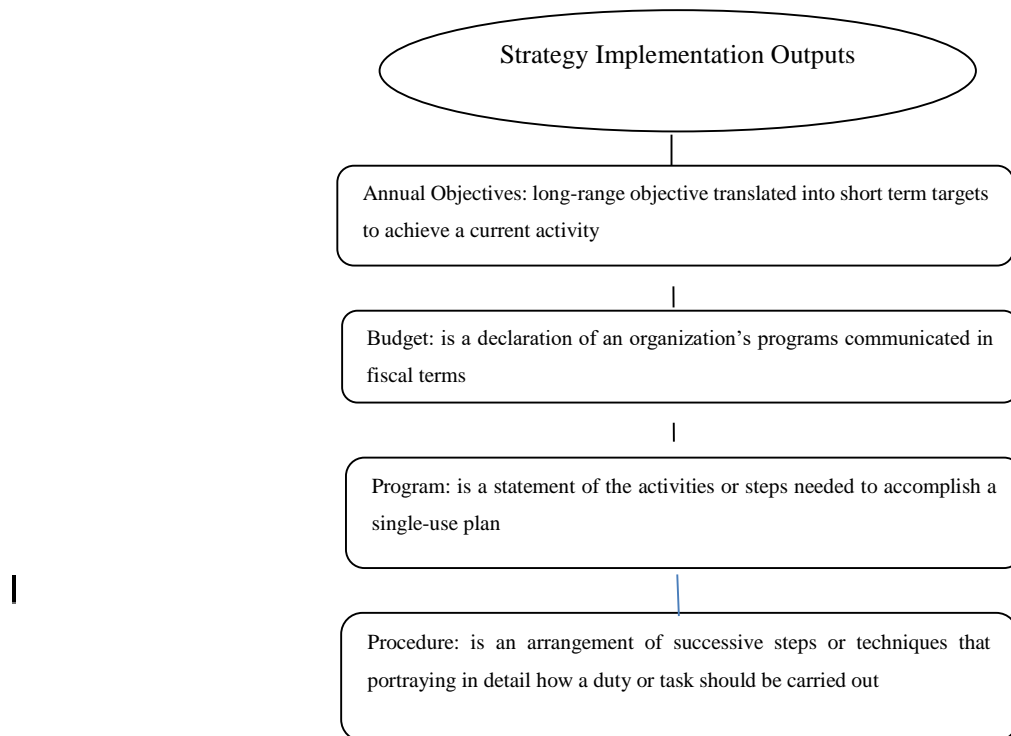 Strategy Implementation Outputs
Annual Objectives: long-range objective translated into short term targets
to achieve a current activity
Budget: is a declaration of an organization’s programs communicated in
fiscal terms
Program: is a statement of the activities or steps needed to accomplish a
single-use plan
Procedure: is an arrangement of successive steps or techniques that
portraying in detail how a duty or task should be carried out